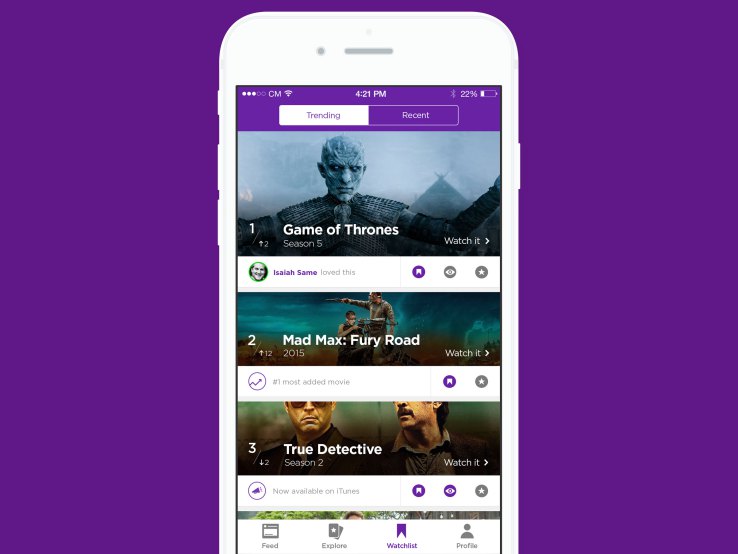 CM 4:21 PM 22%
Trending Recent
1 Game of Thrones
↑2 Season 5 Watch it
Isaiah Same loved this
2 Mad Max: Fury Road
↑12 2015 Watch it
#1 most added movie
3 True Detective
↓2 Season 2 Watch it
Now available on iTunes
Feed Explore Watchlist Profile